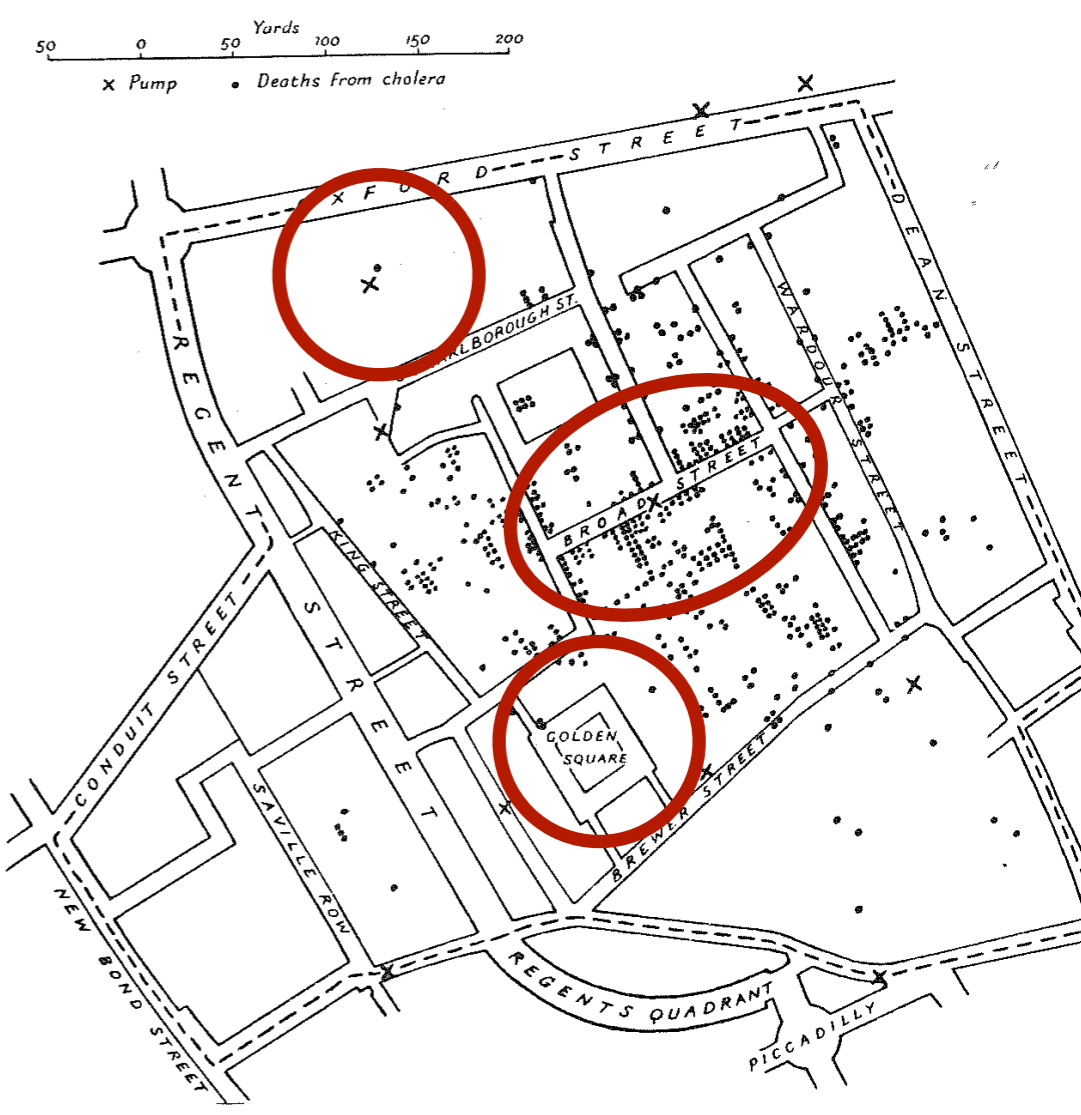 Yards
50 0 50 100 150 200
x Pump • Deaths from cholera
OXFORD STREET
DEAN STREET
WARDOUR STREET
MARLBOROUGH ST.
REGENT STREET
BROAD STREET
KING STREET
CONDUIT STREET
GOLDEN
SQUARE
BREWER STREET
SAVILLE ROW
NEW BOND STREET
REGENTS QUADRANT
PICCADILLY